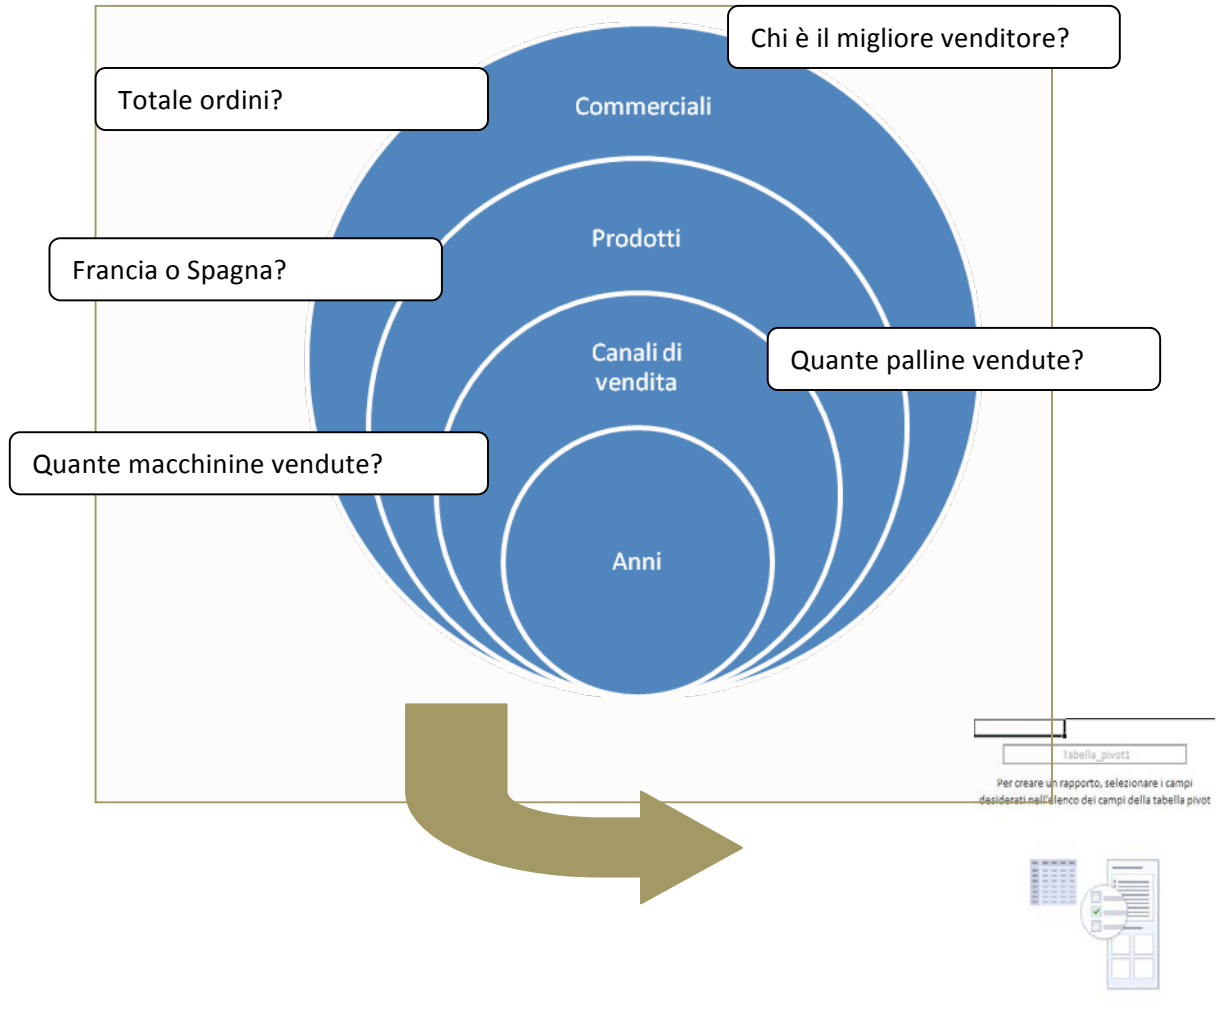 Chi è il migliore venditore?
Totale ordini?
Commerciali
Prodotti
Francia o Spagna?
Canali di
vendita
Quante palline vendute?
Quante macchinine vendute?
Anni
Tabella_pivot1
Per creare un rapporto, selezionare i campi
desiderati nell'elenco dei campi della tabella pivot